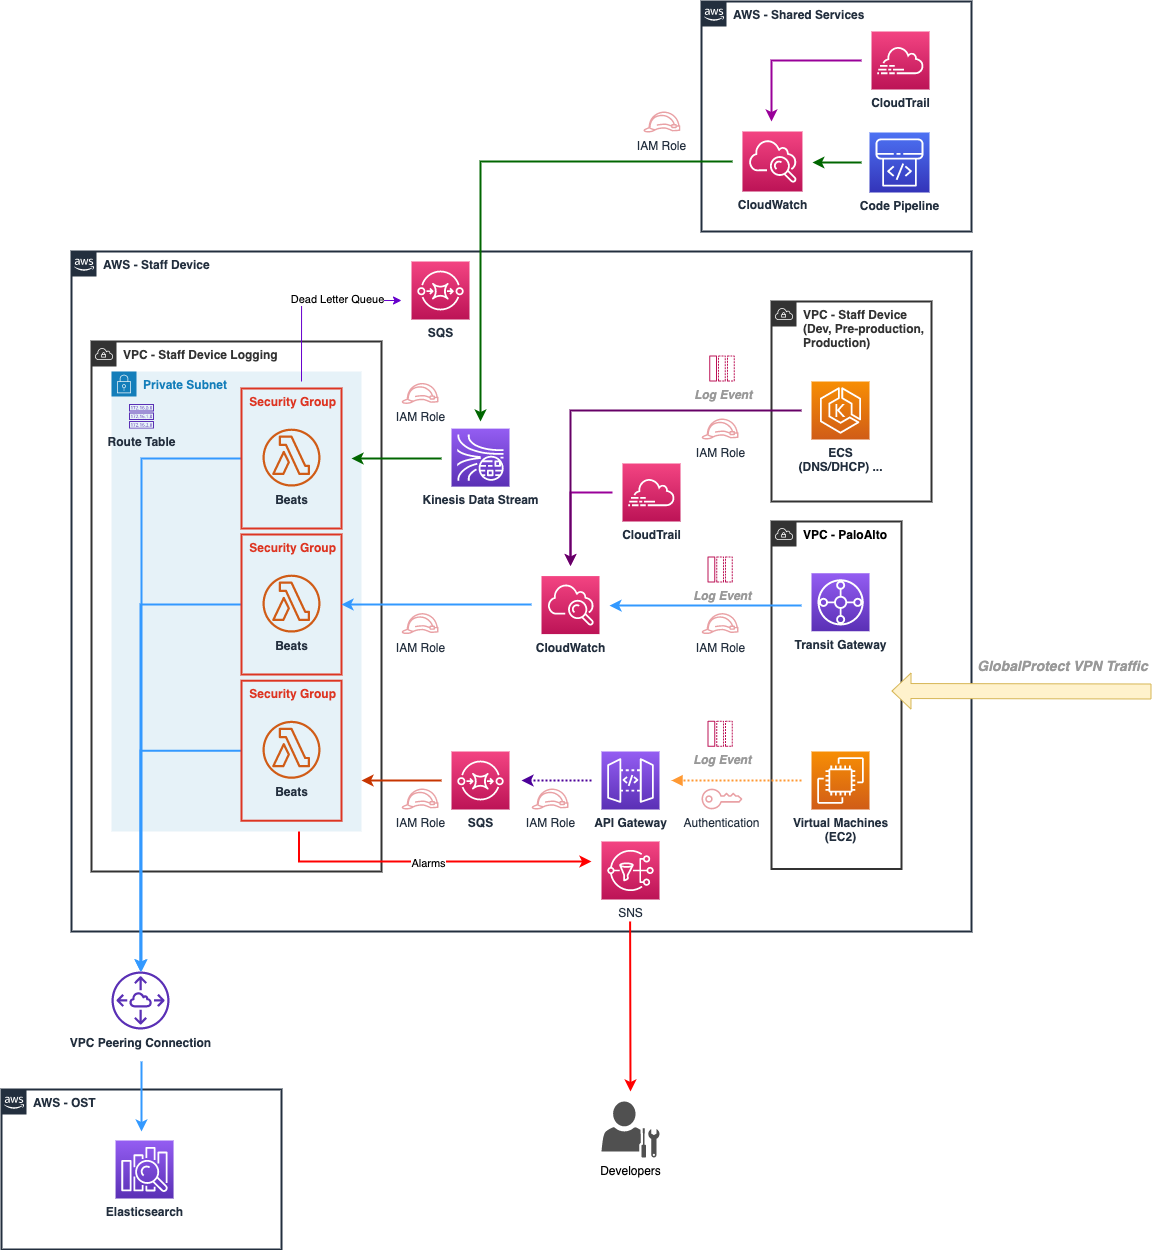 aws
AWS - Shared Services
CloudTrail
IAM Role
CloudWatch
Code Pipeline
aws
AWS - Staff Device
Dead Letter Queue
SQS
VPC - Staff Device
(Dev, Pre-production,
Production)
VPC - Staff Device Logging
Private Subnet
Route Table
Security Group
Beats
IAM Role
Kinesis Data Stream
Log Event
IAM Role
ECS
(DNS/DHCP) ...
CloudTrail
VPC - PaloAlto
Security Group
Beats
IAM Role
CloudWatch
Log Event
IAM Role
Transit Gateway
GlobalProtect VPN Traffic
Security Group
Beats
IAM Role
SQS
IAM Role
API Gateway
Log Event
Authentication
Virtual Machines
(EC2)
Alarms
SNS
VPC Peering Connection
aws
AWS - OST
Elasticsearch
Developers